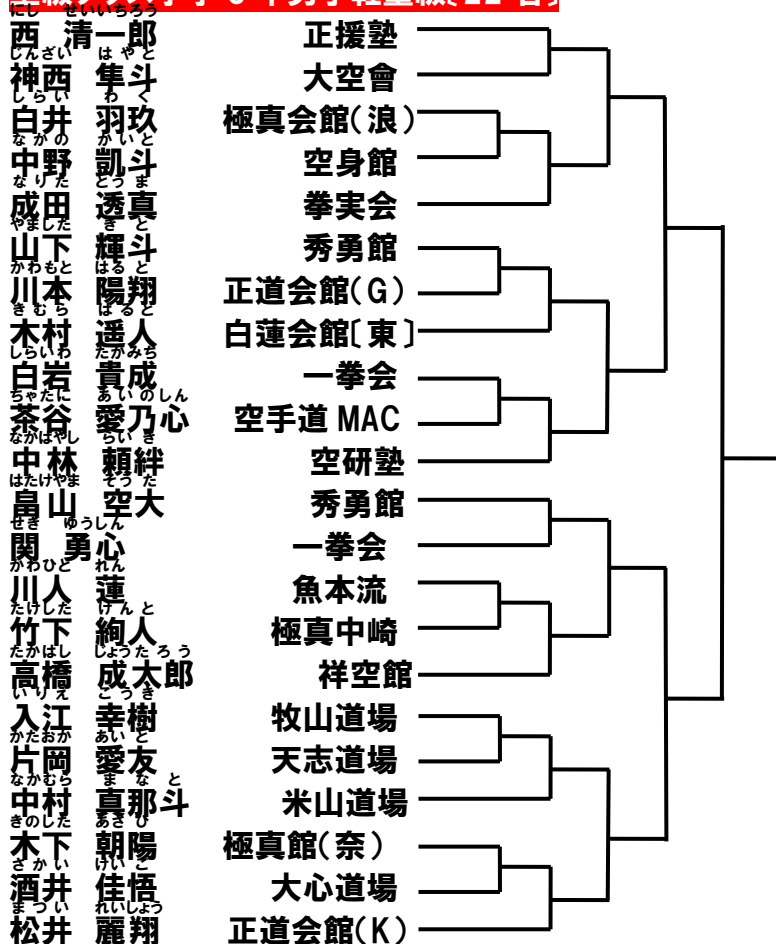 にし せいいちろう
西 清一郎 正援塾
じんざい はやと
神西 隼斗 大空會
しらい わく
白井 羽玖 極真会館(浪)
なかの かいと
中野 凱斗 空身館
なりた とうま
成田 透真 拳実会
やました きと
山下 輝斗 秀勇館
かわもと はると
川本 陽翔 正道会館(G)
きむら はると
木村 遥人 白蓮会館[東]
しらいわ たかみち
白岩 貴成 一拳会
ちゃたに あいのしん
茶谷 愛乃心 空手道 MAC
なかばやし らいき
中林 頼絆 空研塾
はたけやま そうだ
畠山 空大 秀勇館
せき ゆうしん
関 勇心 一拳会
かわひと れん
川人 蓮 魚本流
たけした けんと
竹下 絢人 極真中崎
たかはし じょうたろう
高橋 成太郎 祥空館
いりえ こうき
入江 幸樹 牧山道場
かたおか あいと
片岡 愛友 天志道場
なかむら まなと
中村 真那斗 米山道場
きのした あさひ
木下 朝陽 極真館(奈)
さかい けいご
酒井 佳悟 大心道場
まつい れいしょう
松井 麗翔 正道会館(K)